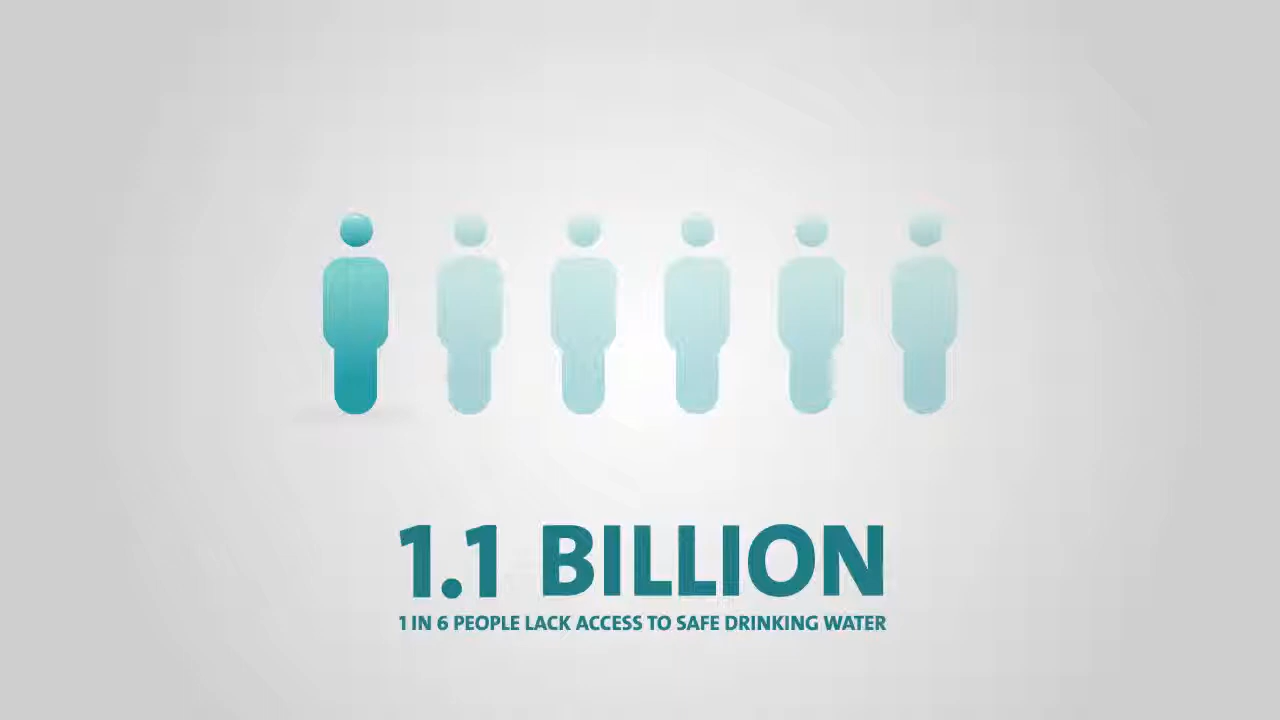 1.1 BILLION
1 IN 6 PEOPLE LACK ACCESS TO SAFE DRINKING WATER